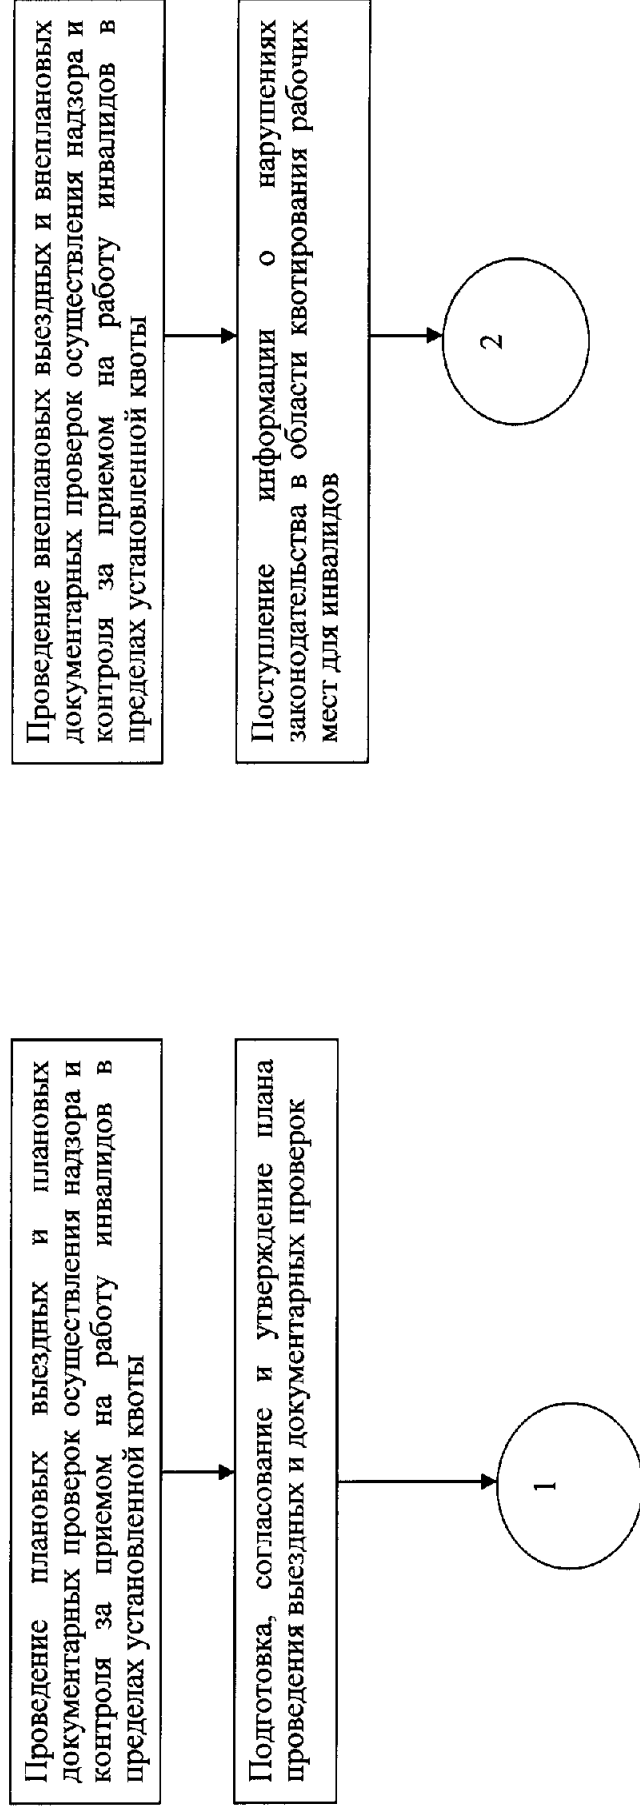 Проведение плановых выездных и плановых
документарных проверок осуществления надзора и
контроля за приемом на работу инвалидов в
пределах установленной квоты
Подготовка, согласование и утверждение плана
проведения выездных и документарных проверок
1
Проведение внеплановых выездных и внеплановых
документарных проверок осуществления надзора и
контроля за приемом на работу инвалидов в
пределах установленной квоты
Поступление информации о нарушениях
законодательства в области квотирования рабочих
мест для инвалидов
2